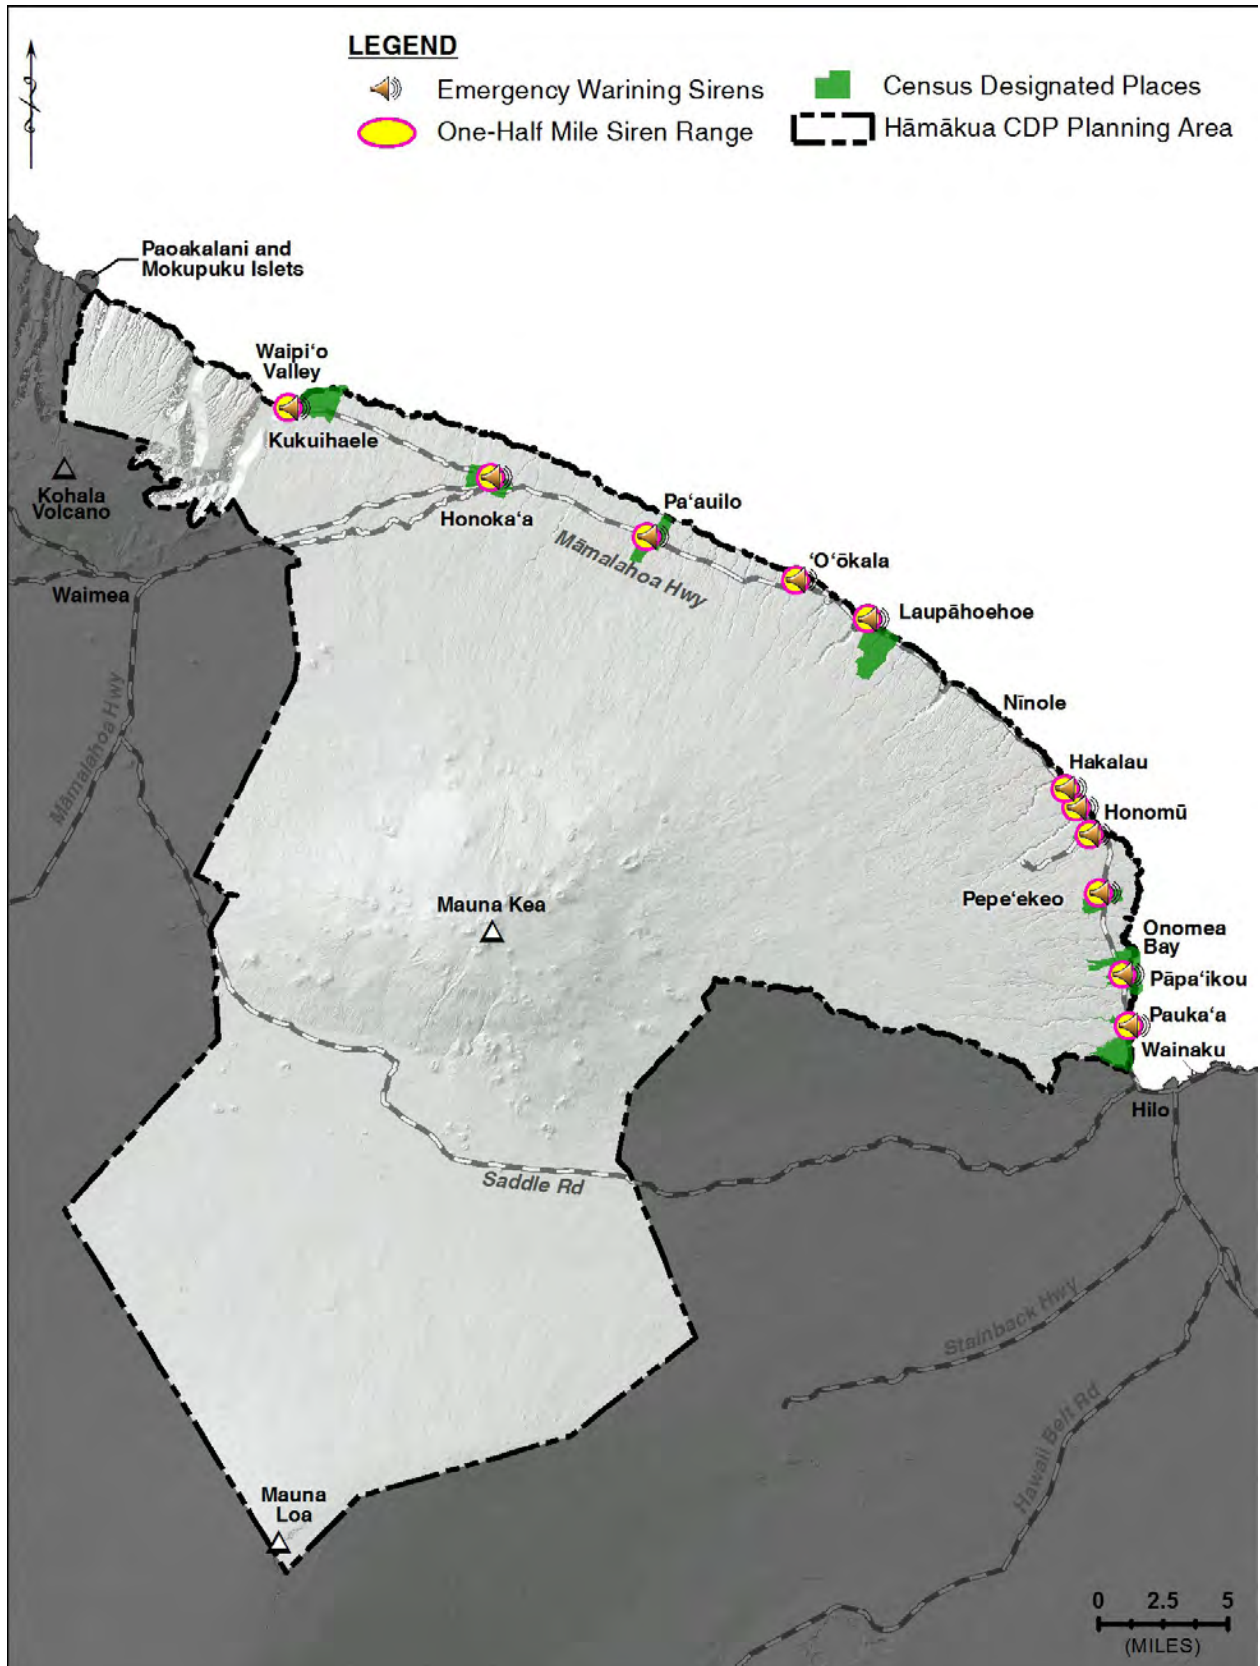 LEGEND
Emergency Warining Sirens
Census Designated Places
One-Half Mile Siren Range
Hāmākua CDP Planning Area
Paoakalani and
Mokupuku Islets
Waipiʻo
Valley
Kukuihaele
Kohala
Volcano
Honokaʻa
Paʻauilo
Māmalahoa Hwy
ʻOʻōkala
Waimea
Laupāhoehoe
Māmalahoa Hwy
Nīnole
Hakalau
Honomū
Mauna Kea
Pepeʻekeo
Onomea
Bay
Pāpaʻikou
Paukaʻa
Wainaku
Hilo
Saddle Rd
Stainback Hwy
Hawaii Belt Rd
Mauna
Loa
0 2.5 5
(MILES)